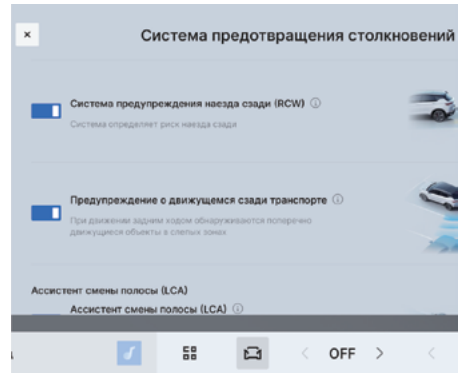 Система предотвращения столкновений
Система предупреждения наезда сзади (RCW)
Система определяет риск наезда сзади
Предупреждение о движущемся сзади транспорте
При движении задним ходом обнаруживаются поперечно
движущиеся объекты в слепых зонах
Ассистент смены полосы (LCA)
Ассистент смены полосы (LCA)
OFF